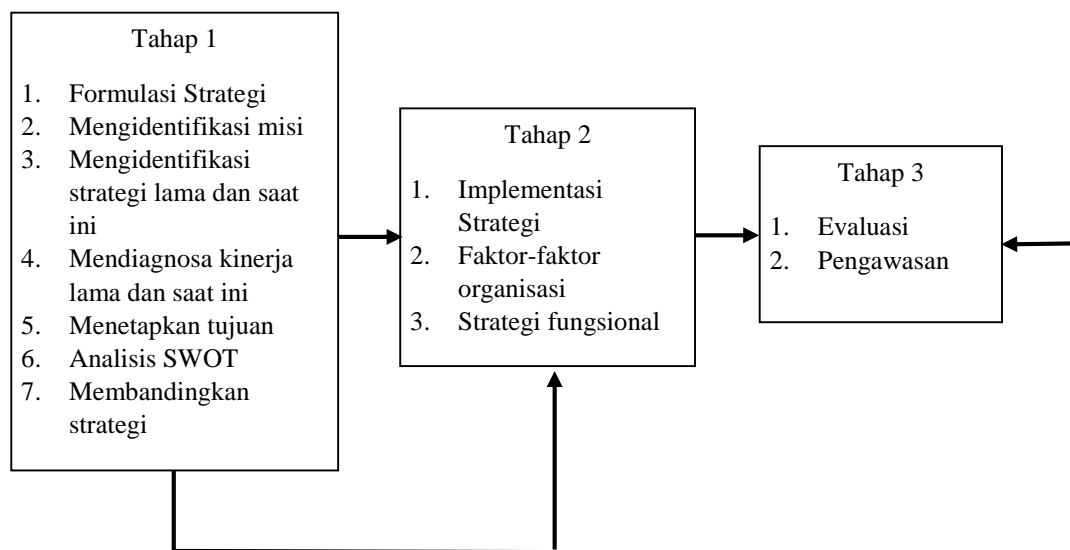 Tahap 1
1. Formulasi Strategi
2. Mengidentifikasi misi
3. Mengidentifikasi
strategi lama dan saat
ini
4. Mendiagnosa kinerja
lama dan saat ini
5. Menetapkan tujuan
6. Analisis SWOT
7. Membandingkan
strategi
Tahap 2
1. Implementasi
Strategi
2. Faktor-faktor
organisasi
3. Strategi fungsional
Tahap 3
1. Evaluasi
2. Pengawasan